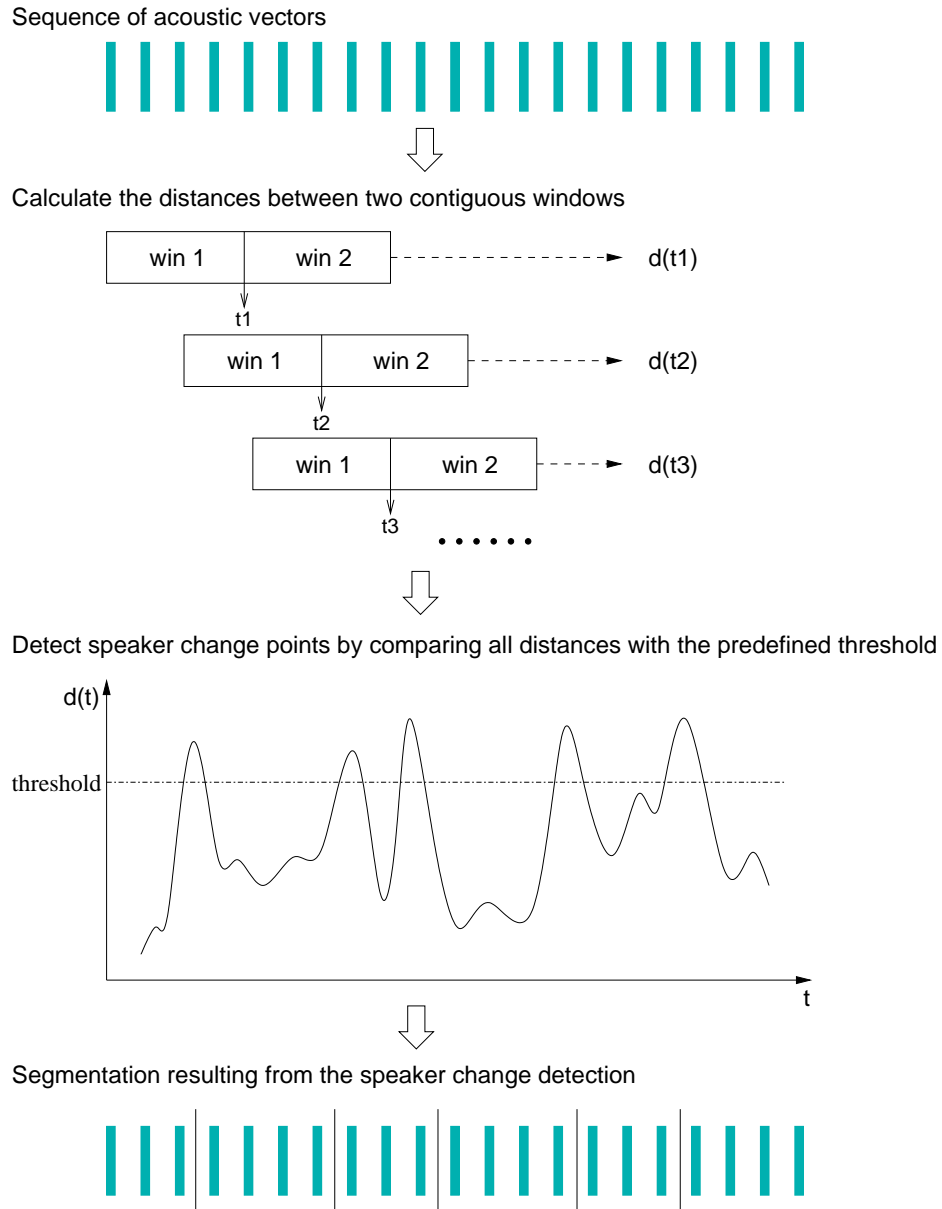 Sequence of acoustic vectors
Calculate the distances between two contiguous windows
win 1 win 2 d(t1)
t1
win 1 win 2 d(t2)
t2
win 1 win 2 d(t3)
t3
Detect speaker change points by comparing all distances with the predefined threshold
d(t)
threshold
t
Segmentation resulting from the speaker change detection